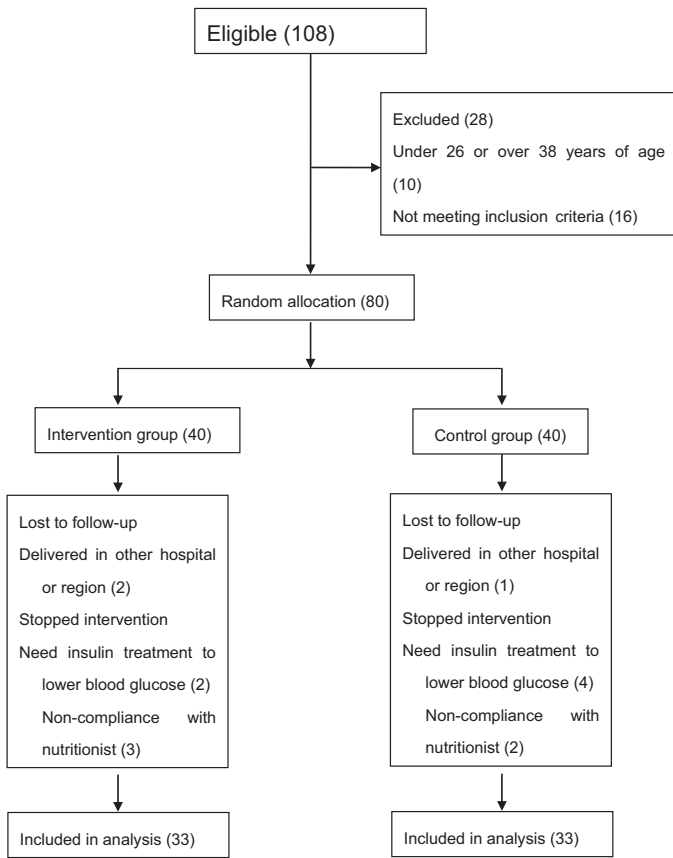 Eligible (108)
Excluded (28)
Under 26 or over 38 years of age
(10)
Not meeting inclusion criteria (16)
Random allocation (80)
Intervention group (40)
Control group (40)
Lost to follow-up
Delivered in other hospital
or region (2)
Stopped intervention
Need insulin treatment to
lower blood glucose (2)
Non-compliance with
nutritionist (3)
Lost to follow-up
Delivered in other hospital
or region (1)
Stopped intervention
Need insulin treatment to
lower blood glucose (4)
Non-compliance with
nutritionist (2)
Included in analysis (33)
Included in analysis (33)